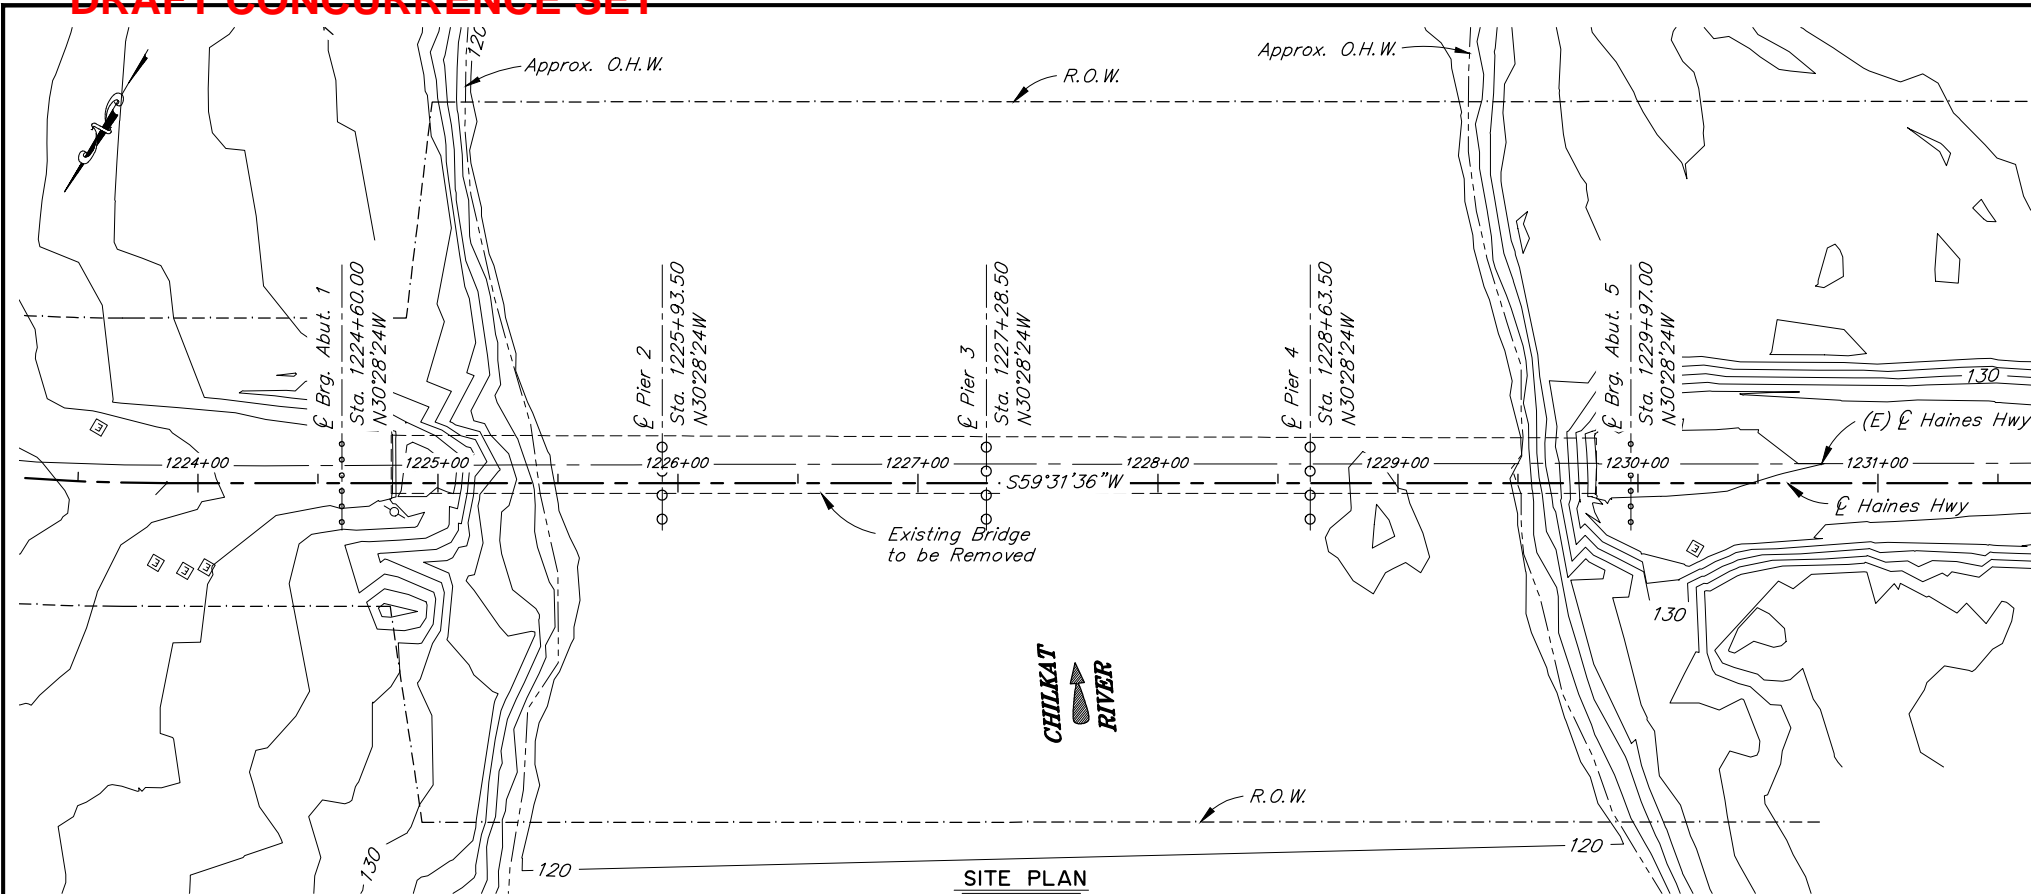 DRAFT CONCURRENCE SET
120
Approx. O.H.W.
R.O.W.
Approx. O.H.W.
℄ Brg. Abut. 1
Sta. 1224+60.00
N30°28'24W
℄ Pier 2
Sta. 1225+93.50
N30°28'24W
℄ Pier 3
Sta. 1227+28.50
N30°28'24W
℄ Pier 4
Sta. 1228+63.50
N30°28'24W
℄ Brg. Abut. 5
Sta. 1229+97.00
N30°28'24W
130
(E) ℄ Haines Hwy
1224+00
1225+00
1226+00
1227+00
1228+00
1229+00
1230+00
1231+00
S59°31'36"W
℄ Haines Hwy
Existing Bridge
to be Removed
130
CHILKAT
RIVER
R.O.W.
130
120
120
SITE PLAN